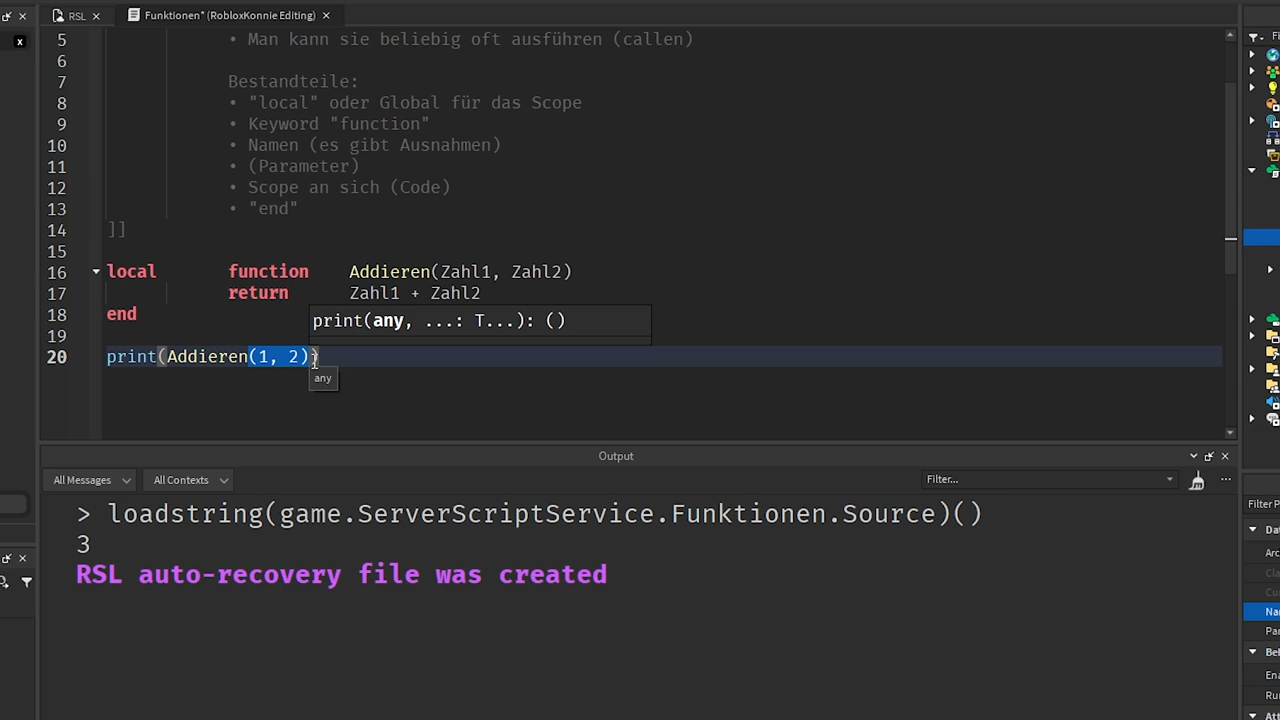 RSL
Funktionen* (RobloxKonnie Editing)
5 • Man kann sie beliebig oft ausführen (callen)
6
7 Bestandteile:
8 • "local" oder Global für das Scope
9 • Keyword "function"
10 • Namen (es gibt Ausnahmen)
11 • (Parameter)
12 • Scope an sich (Code)
13 • "end"
14 ]]
15
16 local function Addieren(Zahl1, Zahl2)
17 return Zahl1 + Zahl2
18 end
print(any, ...: T...): ()
19
20 print(Addieren(1, 2))
any
Output
All Messages
All Contexts
Filter...
> loadstring(game.ServerScriptService.Funktionen.Source)()
3
RSL auto-recovery file was created
Filter P